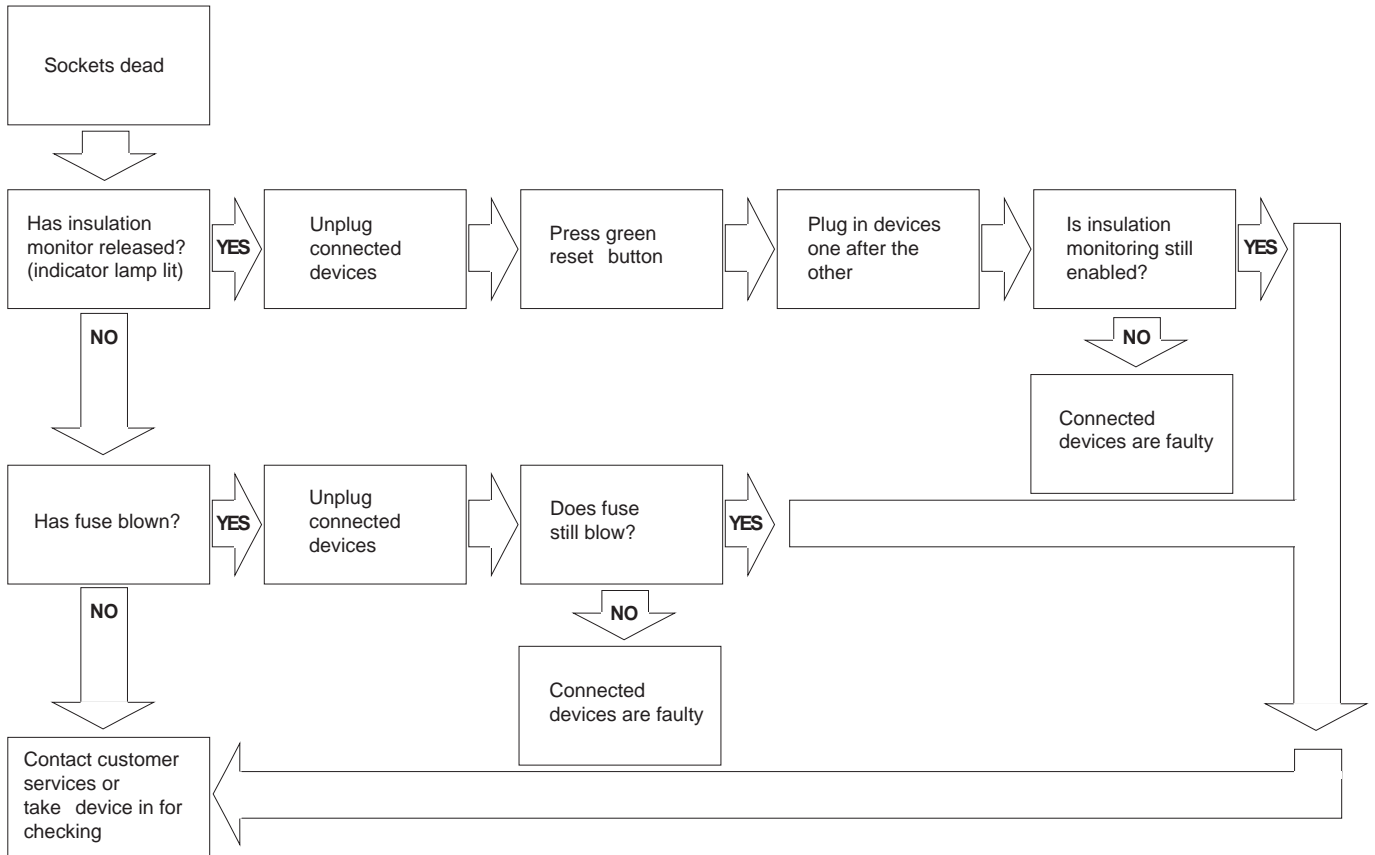 Sockets dead
Has insulation
monitor released?
(indicator lamp lit)
YES
Unplug
connected
devices
Press green
reset button
Plug in devices
one after the
other
Is insulation
monitoring still
enabled?
YES
NO
NO
Connected
devices are faulty
Has fuse blown?
YES
Unplug
connected
devices
Does fuse
still blow?
YES
NO
NO
Connected
devices are faulty
Contact customer
services or
take device in for
checking